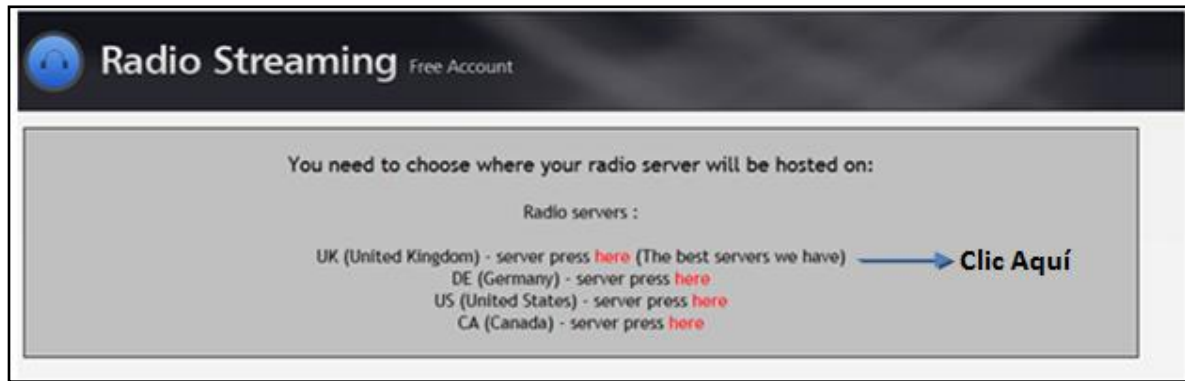 Radio Streaming Free Account
You need to choose where your radio server will be hosted on:
Radio servers :
UK (United Kingdom) - server press here (The best servers we have) Clic Aquí
DE (Germany) - server press here
US (United States) - server press here
CA (Canada) - server press here